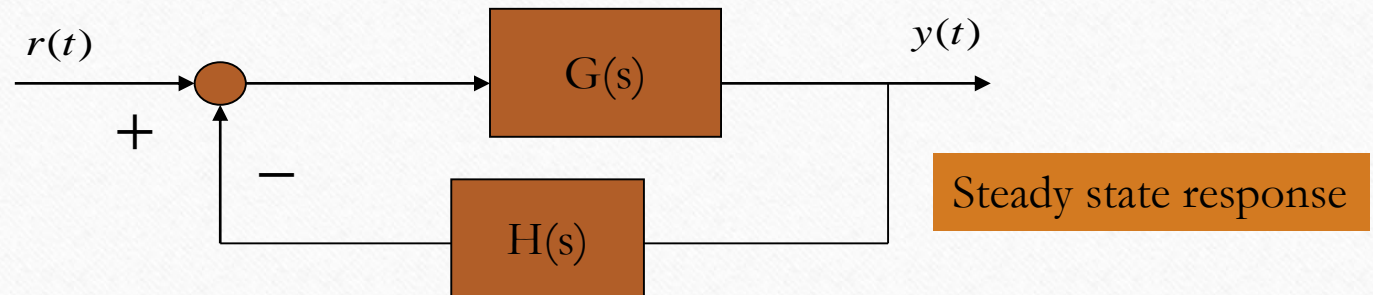 r(t)
G(s)
y(t)
+
−
H(s)
Steady state response